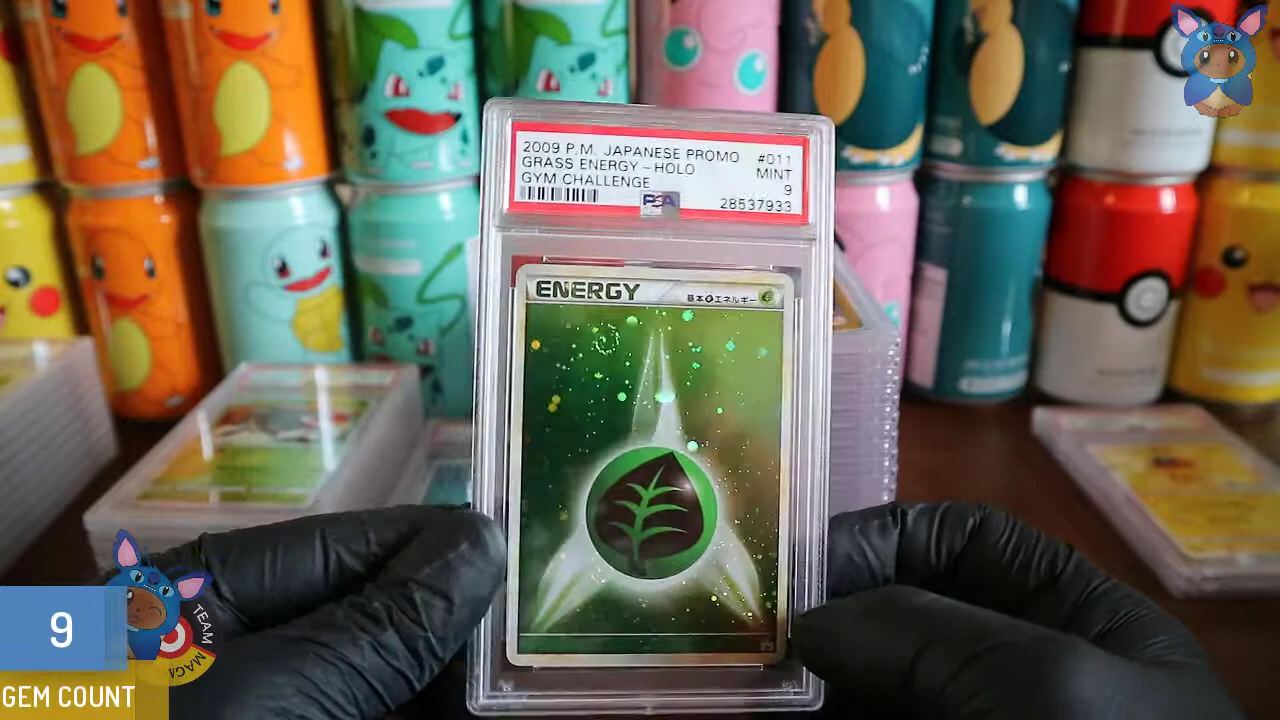 2009 P.M. JAPANESE PROMO #011
GRASS ENERGY - HOLO MINT
GYM CHALLENGE 9
PSA 28537933
ENERGY 基本 エネルギー
9
GEM COUNT
TEAM